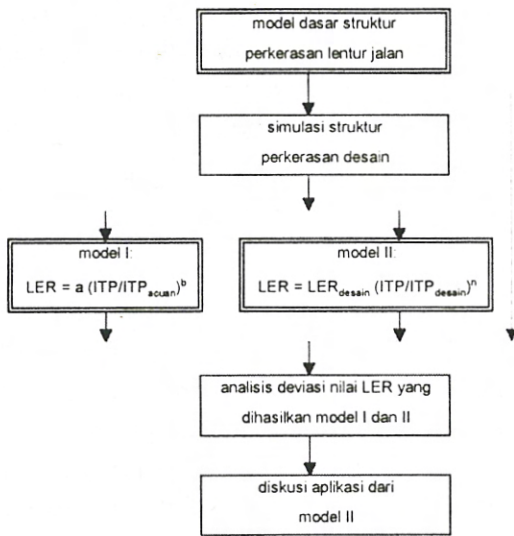 model dasar struktur
perkerasan lentur jalan
simulasi struktur
perkerasan desain
model I:
LER = a (ITP/ITPacuan)b
model II:
LER = LERdesain (ITP/ITPdesain)n
analisis deviasi nilai LER yang
dihasilkan model I dan II
diskusi aplikasi dari
model II